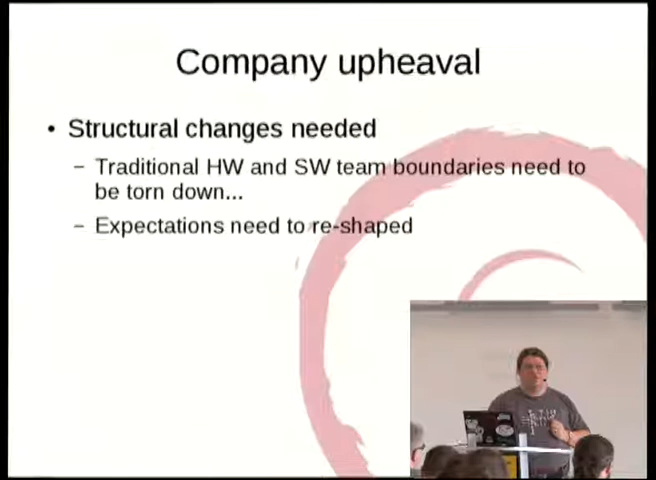 Company upheaval
• Structural changes needed
– Traditional HW and SW team boundaries need to
be torn down...
– Expectations need to re-shaped